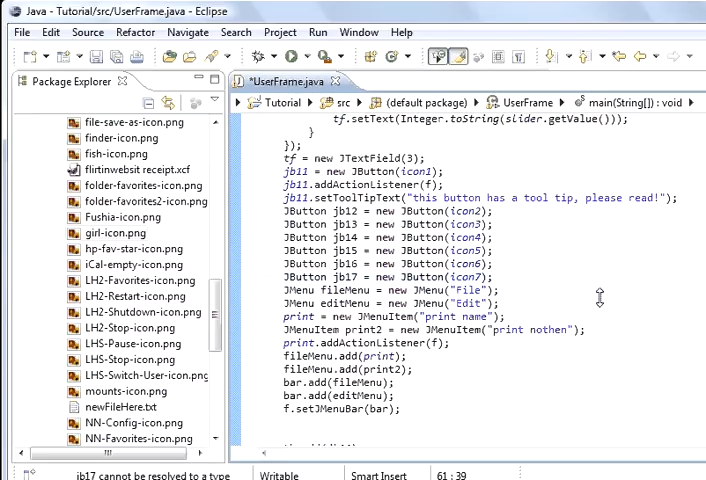 Java - Tutorial/src/UserFrame.java - Eclipse
File Edit Source Refactor Navigate Search Project Run Window Help
Package Explorer
*UserFrame.java
Tutorial src (default package) UserFrame main(String[]) : void
file-save-as-icon.png
finder-icon.png
fish-icon.png
flirtinwebsit receipt.xcf
folder-favorites-icon.png
folder-favorites2-icon.png
Fushia-icon.png
girl-icon.png
hp-fav-star-icon.png
iCal-empty-icon.png
LH2-Favorites-icon.png
LH2-Restart-icon.png
LH2-Shutdown-icon.png
LH2-Stop-icon.png
LHS-Pause-icon.png
LHS-Stop-icon.png
LHS-Switch-User-icon.png
mounts-icon.png
newFileHere.txt
NN-Config-icon.png
NN-Favorites-icon.png
tf.setText(Integer.toString(slider.getValue()));
}
});
tf = new JTextField(3);
jb11 = new JButton(icon1);
jb11.addActionListener(f);
jb11.setToolTipText("this button has a tool tip, please read!");
JButton jb12 = new JButton(icon2);
JButton jb13 = new JButton(icon3);
JButton jb14 = new JButton(icon4);
JButton jb15 = new JButton(icon5);
JButton jb16 = new JButton(icon6);
JButton jb17 = new JButton(icon7);
JMenu fileMenu = new JMenu("File");
JMenu editMenu = new JMenu("Edit");
print = new JMenuItem("print name");
JMenuItem print2 = new JMenuItem("print nothen");
print.addActionListener(f);
fileMenu.add(print);
fileMenu.add(print2);
bar.add(fileMenu);
bar.add(editMenu);
f.setJMenuBar(bar);
jb17 cannot be resolved to a type
Writable
Smart Insert
61 : 39